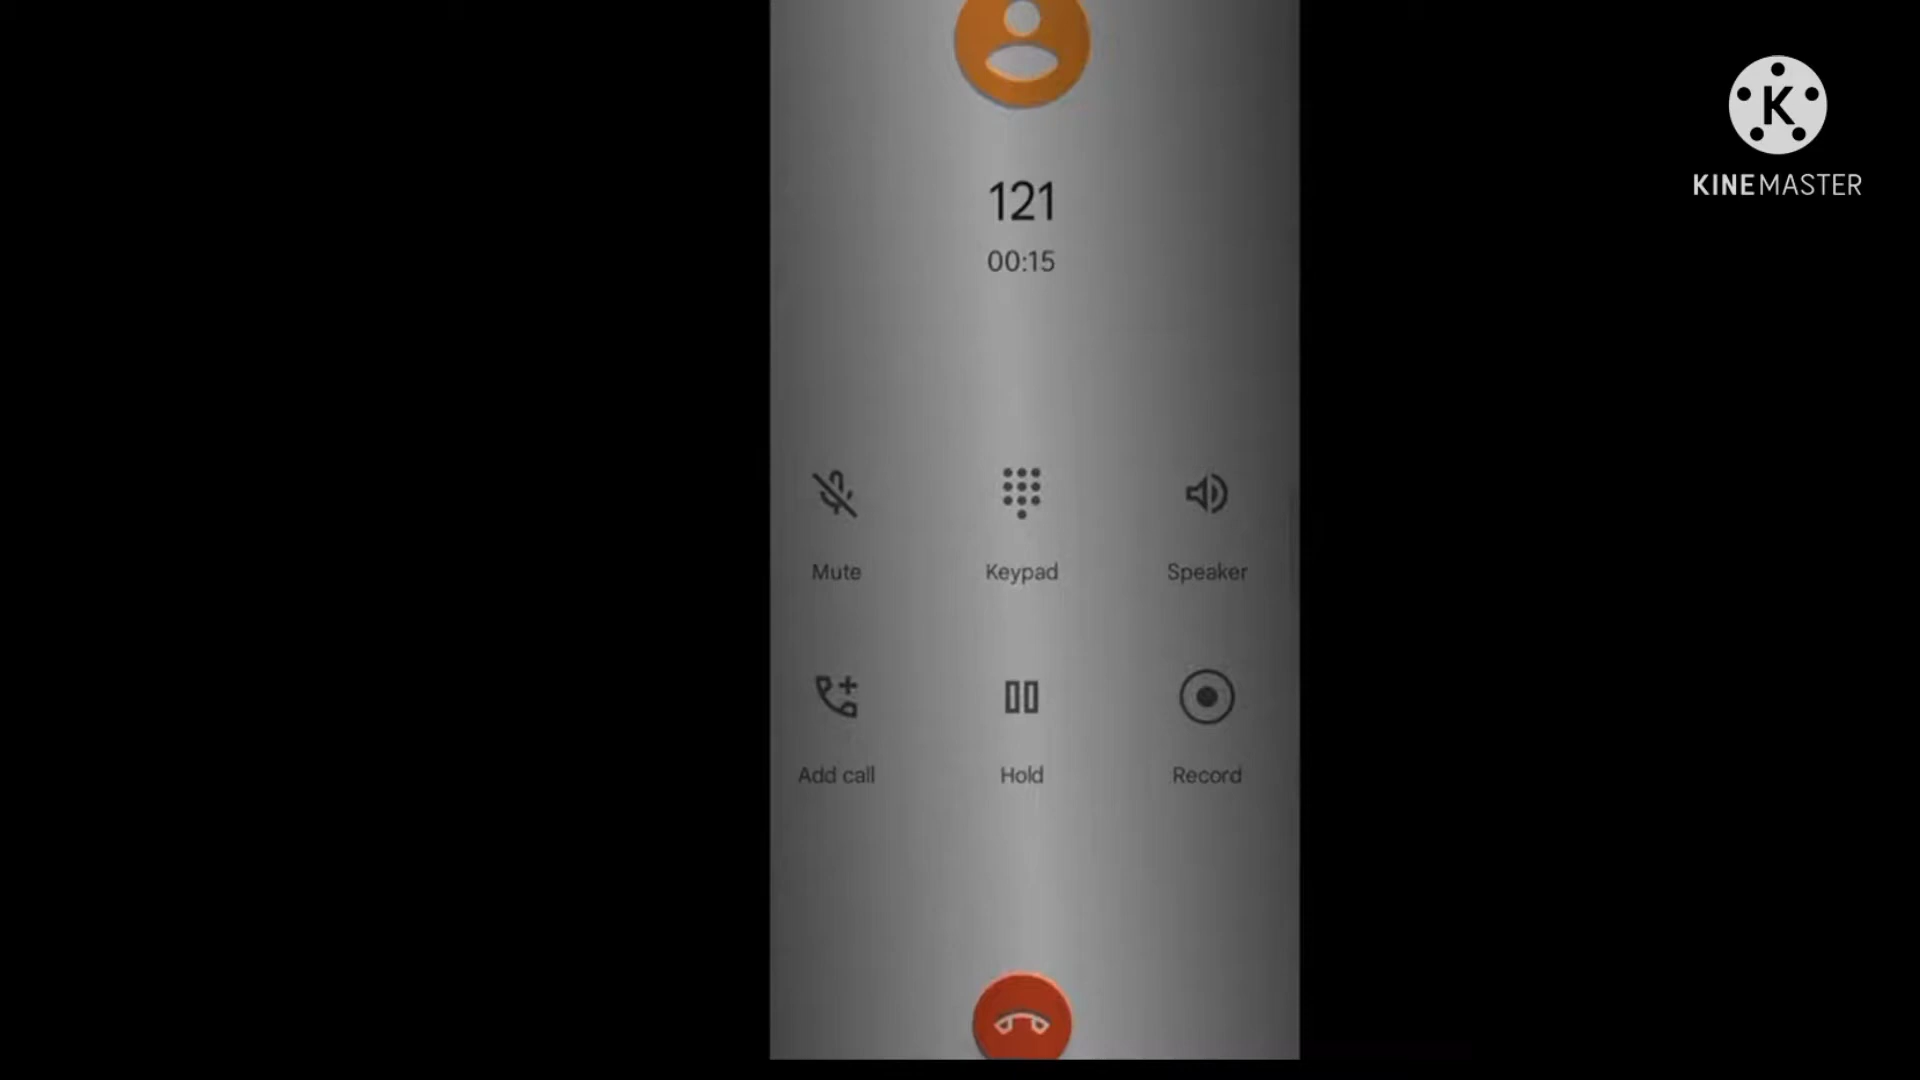 K
KINEMASTER
121
00:15
Mute
Keypad
Speaker
Add call
Hold
Record